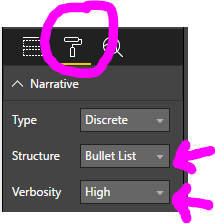 Narrative
Type Discrete
Structure Bullet List
Verbosity High